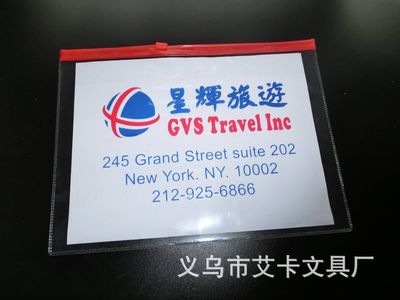 星輝旅遊
GVS Travel Inc
245 Grand Street suite 202
New York. NY. 10002
212-925-6866
义乌市艾卡文具厂